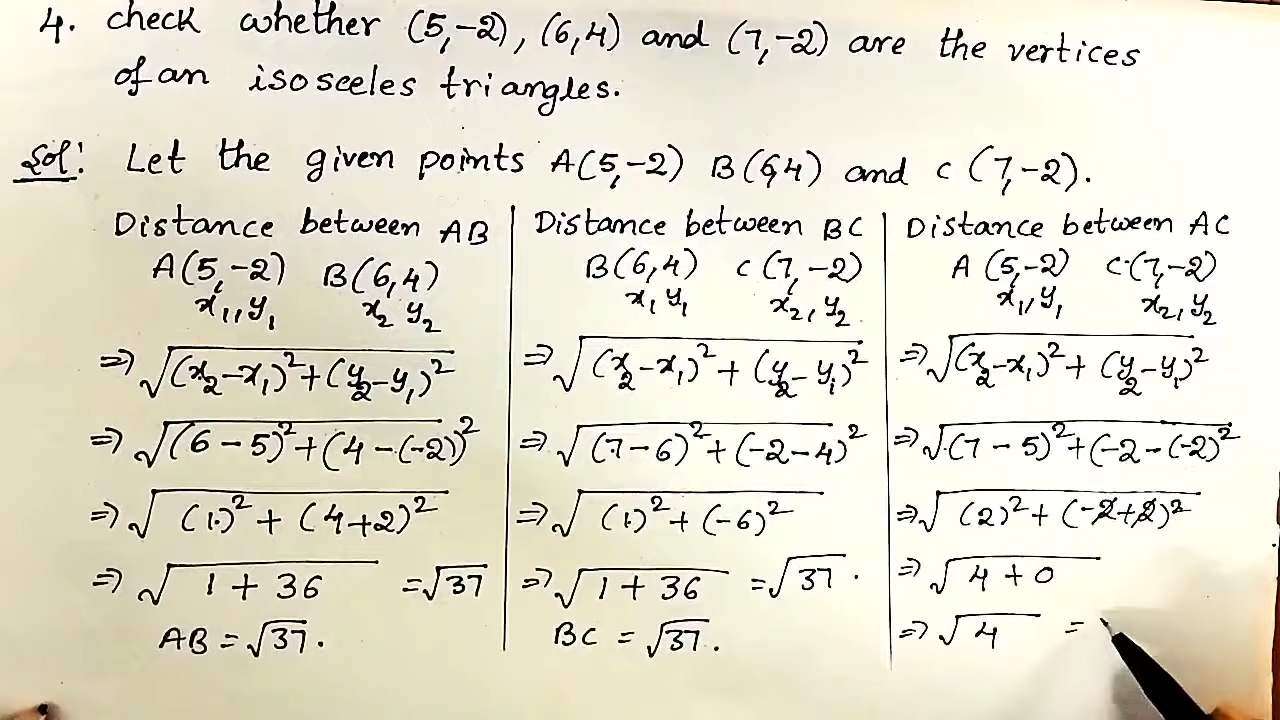 4. check whether (5,-2), (6,4) and (7,-2) are the vertices
of an isosceles triangles.
Sol: Let the given points A(5,-2) B(6,4) and C (7,-2).
Distance between AB
A(5,-2) B(6,4)
x₁, y₁ x₂ y₂
⇒ √(x₂-x₁)²+(y₂-y₁)²
⇒ √(6-5)²+(4-(-2))²
⇒ √(1)²+(4+2)²
⇒ √1+36 =√37
AB = √37.
Distance between BC
B(6,4) C(7,-2)
x₁ y₁ x₂, y₂
⇒ √(x₂-x₁)²+(y₂-y₁)²
⇒ √(7-6)²+(-2-4)²
⇒ √(1)²+(-6)²
⇒ √1+36 =√37.
BC = √37.
Distance between AC
A (5,-2) C(7,-2)
x₁, y₁ x₂, y₂
⇒ √(x₂-x₁)²+(y₂-y₁)²
⇒ √(7-5)²+(-2-(-2)²
⇒ √(2)²+(-2+2)²
⇒ √4+0
⇒ √4 =